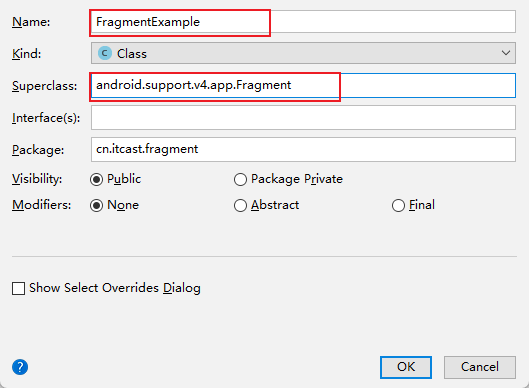 Name: FragmentExample
Kind: C Class
Superclass: android.support.v4.app.Fragment
Interface(s):
Package: cn.itcast.fragment
Visibility: Public Package Private
Modifiers: None Abstract Final
Show Select Overrides Dialog
? OK Cancel